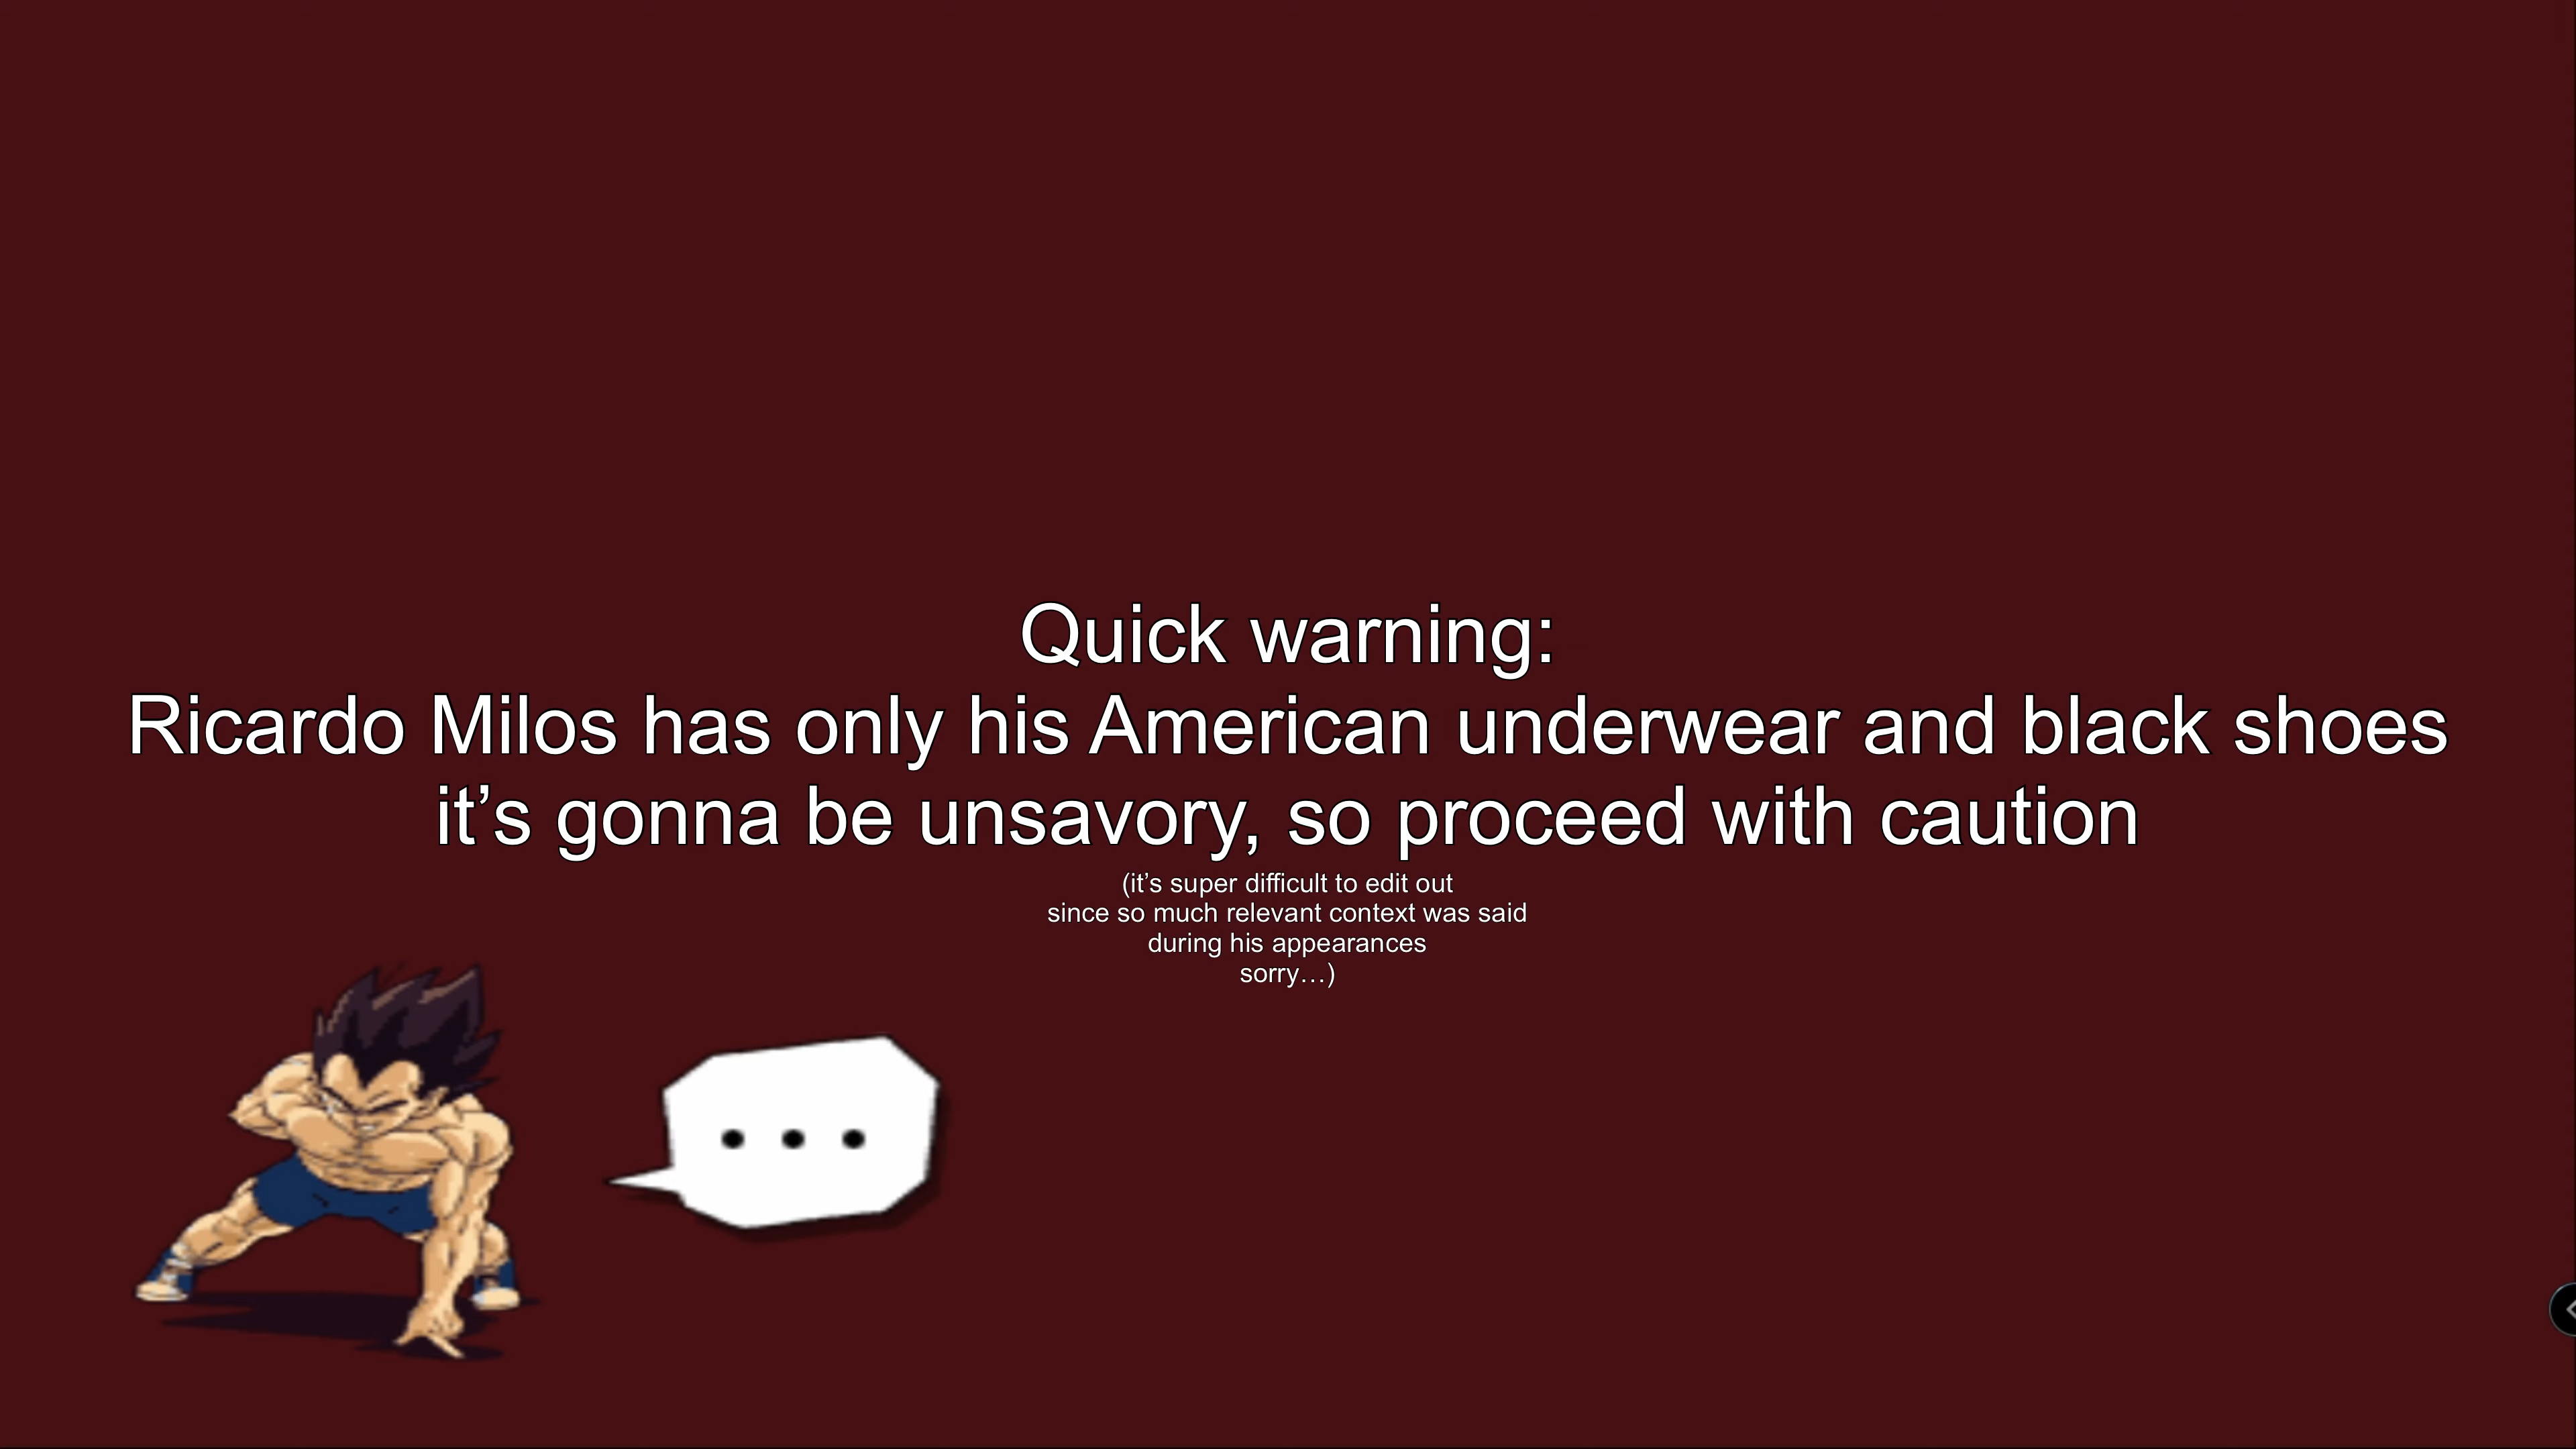 Quick warning:
Ricardo Milos has only his American underwear and black shoes
it’s gonna be unsavory, so proceed with caution
(it’s super difficult to edit out
since so much relevant context was said
during his appearances
sorry…)
...